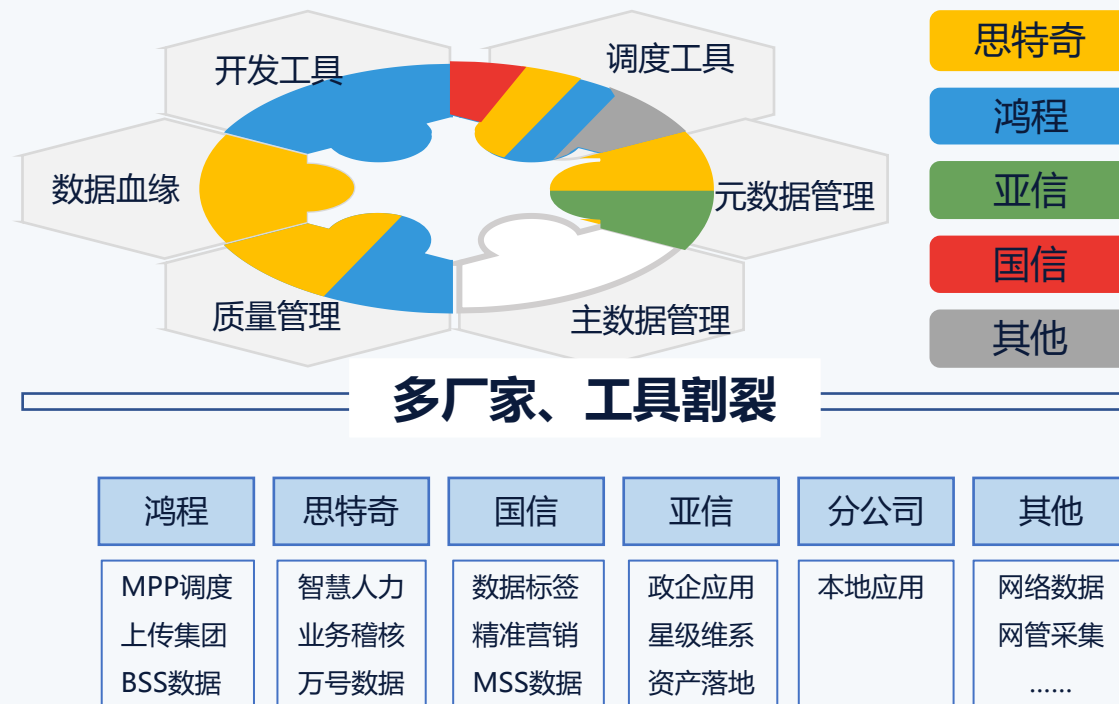 开发工具
调度工具
数据血缘
元数据管理
质量管理
主数据管理
思特奇
鸿程
亚信
国信
其他
多厂家、工具割裂
鸿程
思特奇
国信
亚信
分公司
其他
MPP调度
上传集团
BSS数据
智慧人力
业务稽核
万号数据
数据标签
精准营销
MSS数据
政企应用
星级维系
资产落地
本地应用
网络数据
网管采集
……